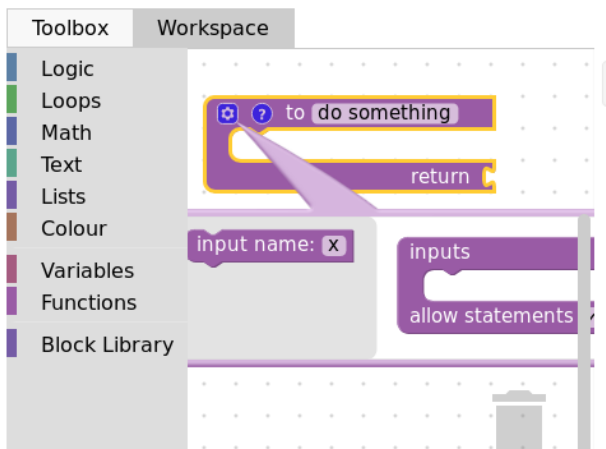 Toolbox
Workspace
Logic
Loops
Math
Text
Lists
Colour
Variables
Functions
Block Library
? to do something
return
input name: x
inputs
allow statements